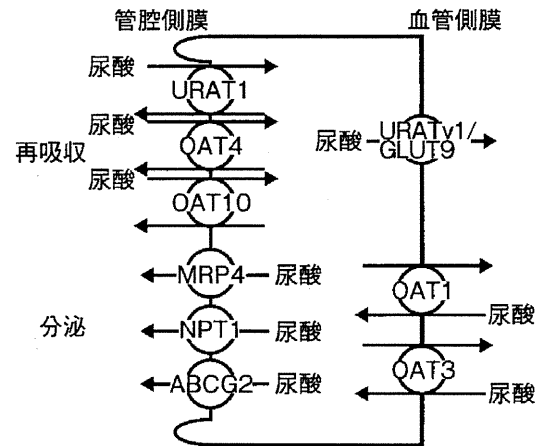 管腔側膜
血管側膜
尿酸
URAT1
尿酸
再吸収
OAT4
尿酸
OAT10
尿酸
URATv1/
GLUT9
MRP4
尿酸
分泌
NPT1
尿酸
ABCG2
尿酸
OAT1
尿酸
OAT3
尿酸